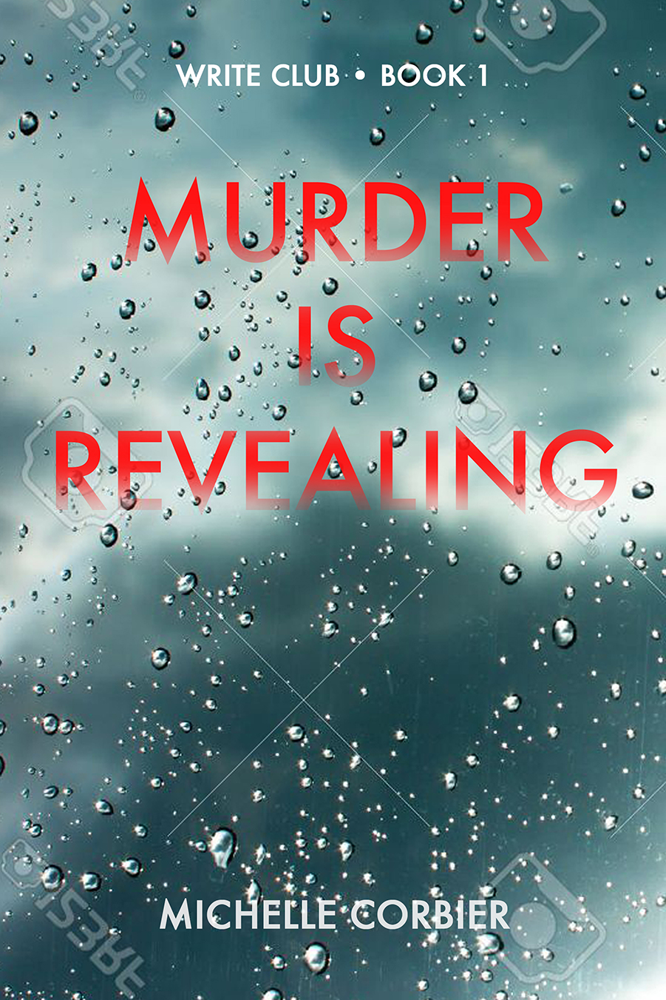 WRITE CLUB • BOOK 1
MURDER
IS
REVEALING
MICHELLE CORBIER